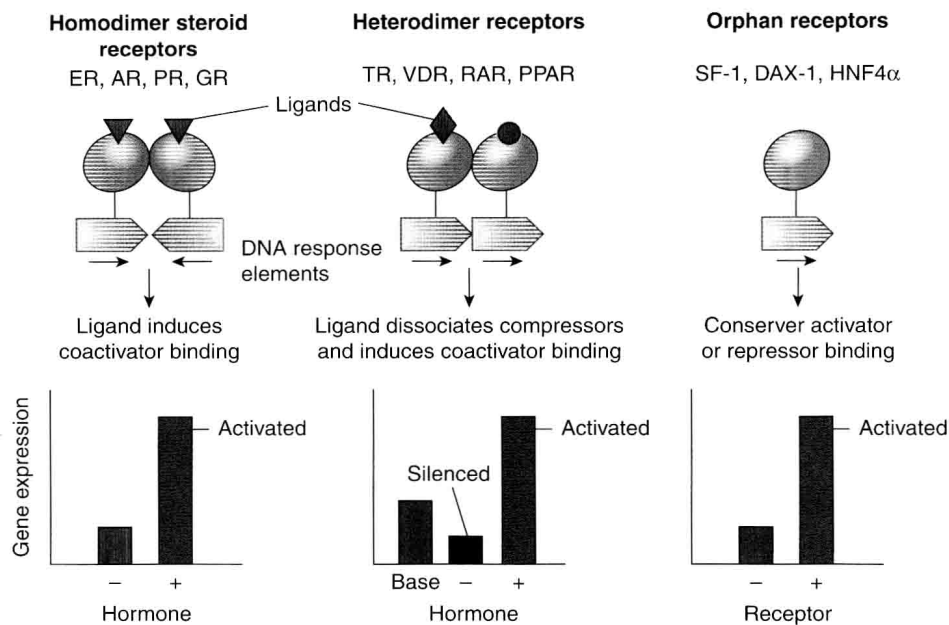 Homodimer steroid
receptors
ER, AR, PR, GR
Heterodimer receptors
TR, VDR, RAR, PPAR
Orphan receptors
SF-1, DAX-1, HNF4α
Ligands
DNA response
elements
Ligand induces
coactivator binding
Ligand dissociates compressors
and induces coactivator binding
Conserver activator
or repressor binding
Gene expression
Activated
− +
Hormone
Silenced
Activated
Base − +
Hormone
Activated
− +
Receptor